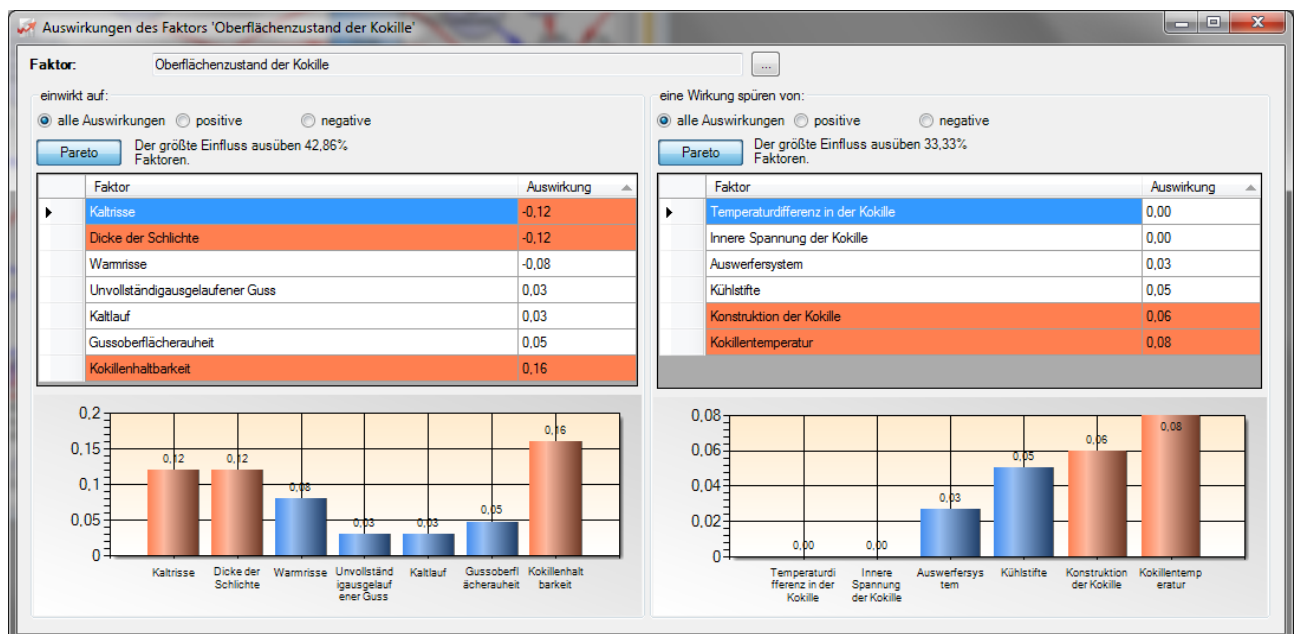 Auswirkungen des Faktors 'Oberflächenzustand der Kokille'
Faktor: Oberflächenzustand der Kokille ...
einwirkt auf:
alle Auswirkungen positive negative
Pareto Der größte Einfluss ausüben 42,86%
Faktoren.
Faktor Auswirkung
Kaltrisse -0,12
Dicke der Schlichte -0,12
Warmrisse -0,08
Unvollständigausgelaufener Guss 0,03
Kaltlauf 0,03
Gussoberflächerauheit 0,05
Kokillenhaltbarkeit 0,16
0,2
0,15
0,1
0,05
0
0,12 0,12 0,08 0,03 0,03 0,05 0,16
Kaltrisse
Dicke der
Schlichte
Warmrisse
Unvollständ
igausgelauf
ener Guss
Kaltlauf
Gussoberfl
ächerauheit
Kokillenhalt
barkeit
eine Wirkung spüren von:
alle Auswirkungen positive negative
Pareto Der größte Einfluss ausüben 33,33%
Faktoren.
Faktor Auswirkung
Temperaturdifferenz in der Kokille 0,00
Innere Spannung der Kokille 0,00
Auswerfersystem 0,03
Kühlstifte 0,05
Konstruktion der Kokille 0,06
Kokillentemperatur 0,08
0,08
0,06
0,04
0,02
0
0,00 0,00 0,03 0,05 0,06 0,08
Temperaturdi
fferenz in der
Kokille
Innere
Spannung
der Kokille
Auswerfersys
tem
Kühlstifte
Konstruktion
der Kokille
Kokillentemp
eratur